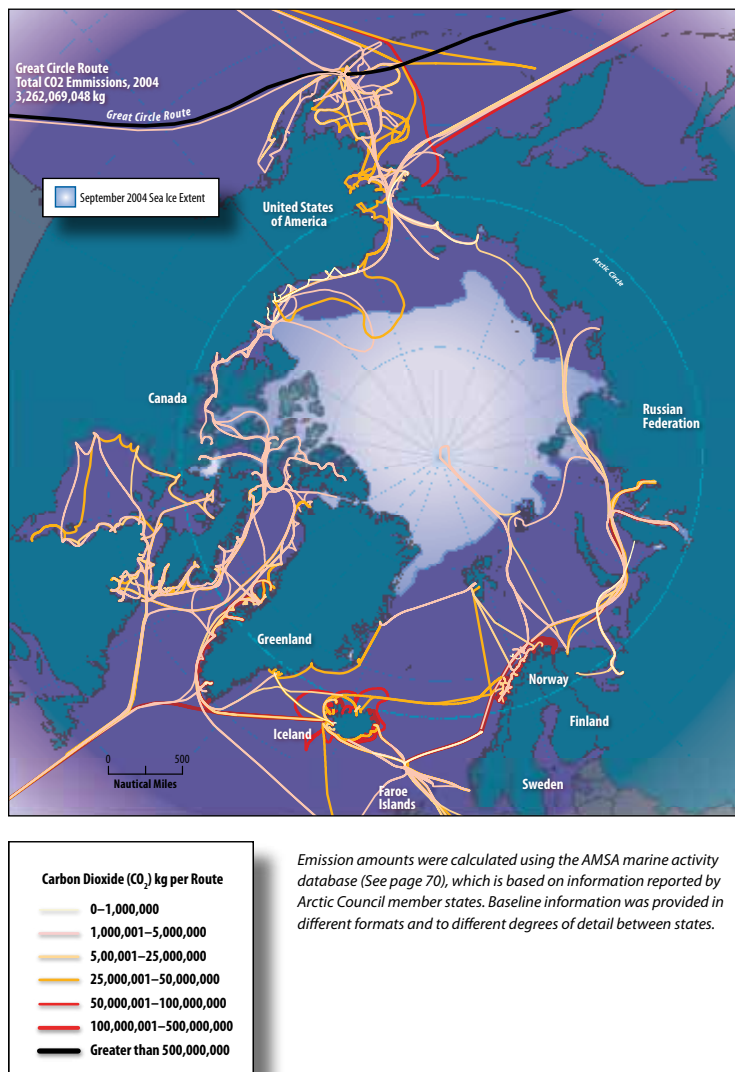 Great Circle Route
Total CO2 Emmissions, 2004
3,262,069,048 kg
Great Circle Route
September 2004 Sea Ice Extent
United States
of America
Arctic Circle
Canada
Russian
Federation
Greenland
Norway
Iceland
Finland
0 500
Nautical Miles
Faroe
Islands
Sweden
Carbon Dioxide (CO2) kg per Route
0–1,000,000
1,000,001–5,000,000
5,00,001–25,000,000
25,000,001–50,000,000
50,000,001–100,000,000
100,000,001–500,000,000
Greater than 500,000,000
Emission amounts were calculated using the AMSA marine activity
database (See page 70), which is based on information reported by
Arctic Council member states. Baseline information was provided in
different formats and to different degrees of detail between states.